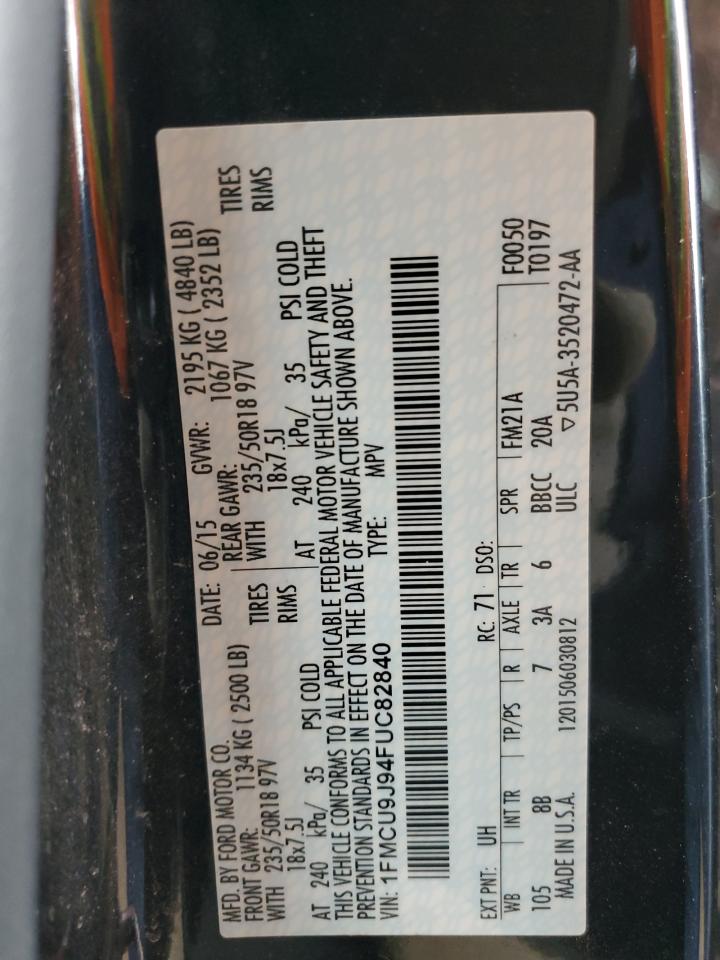 MFD. BY FORD MOTOR CO.
DATE: 06/15 GVWR: 2195 KG ( 4840 LB)
FRONT GAWR: 1134 KG ( 2500 LB)
REAR GAWR: 1067 KG ( 2352 LB)
WITH 235/50R18 97V TIRES
WITH 235/50R18 97V TIRES
18x7.5J RIMS
18x7.5J RIMS
AT 240 kPa/ 35 PSI COLD
AT 240 kPa/ 35 PSI COLD
THIS VEHICLE CONFORMS TO ALL APPLICABLE FEDERAL MOTOR VEHICLE SAFETY AND THEFT
PREVENTION STANDARDS IN EFFECT ON THE DATE OF MANUFACTURE SHOWN ABOVE.
VIN: 1FMCU9J94FUC82840 TYPE: MPV
EXT PNT: UH RC: 71 DSO:
WB INT TR TP/PS R AXLE TR SPR FM21A F0050
105 8B 7 3A 6 BBCC 20A T0197
MADE IN U.S.A. 1201506030812 ULC ▽5U5A-3520472-AA